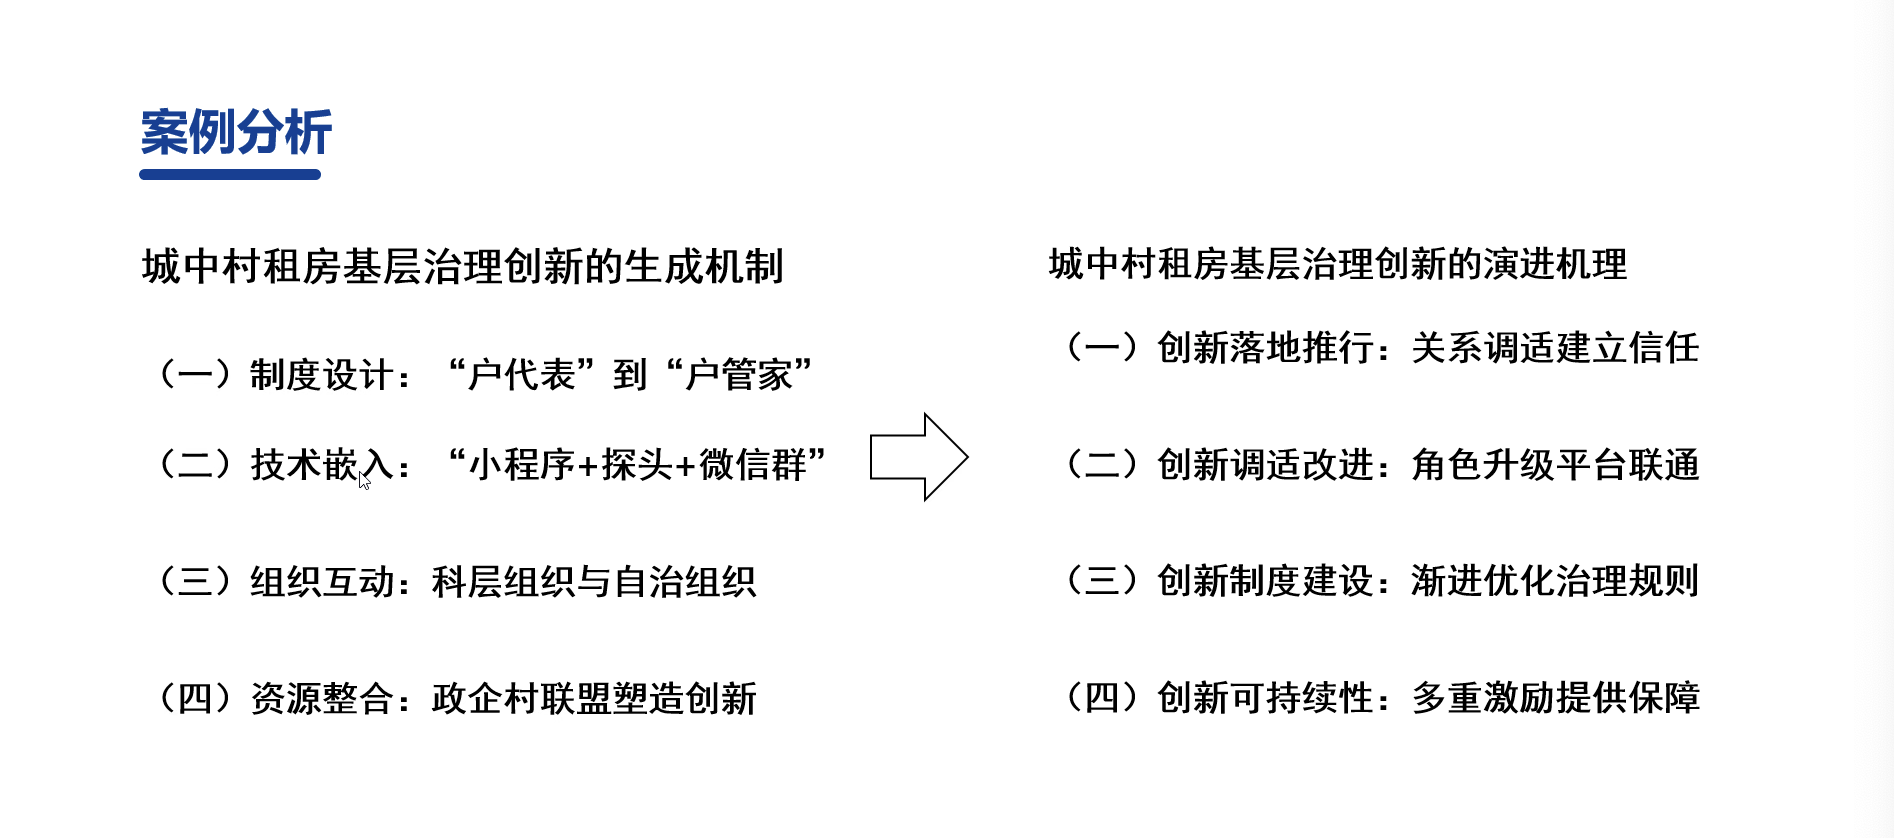 案例分析
城中村租房基层治理创新的生成机制
（一）制度设计：“户代表”到“户管家”
（二）技术嵌入：“小程序+探头+微信群”
（三）组织互动：科层组织与自治组织
（四）资源整合：政企村联盟塑造创新
城中村租房基层治理创新的演进机理
（一）创新落地推行：关系调适建立信任
（二）创新调适改进：角色升级平台联通
（三）创新制度建设：渐进优化治理规则
（四）创新可持续性：多重激励提供保障